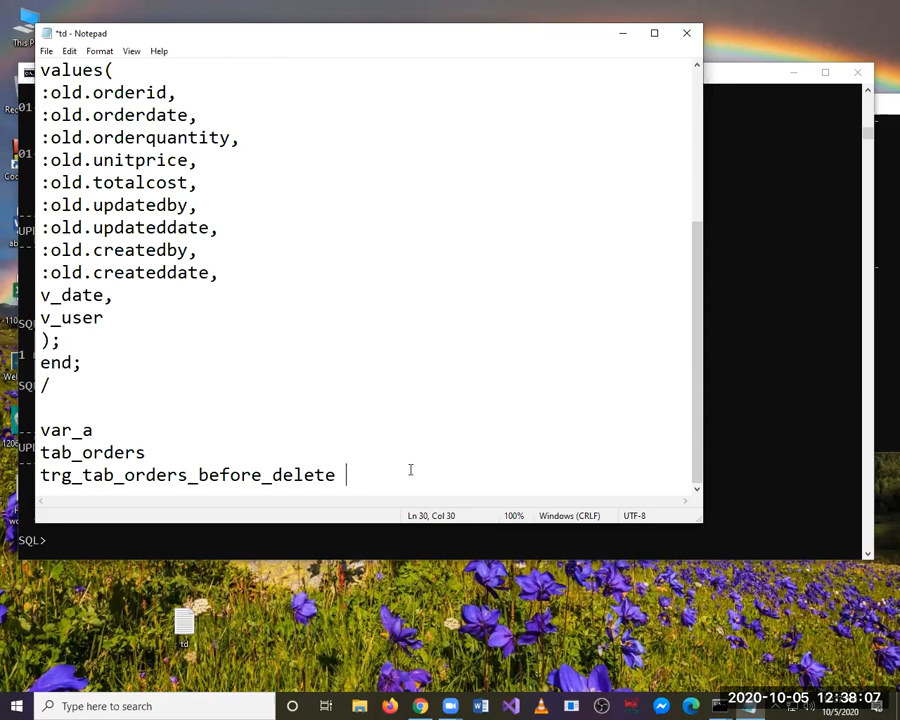 This P
*td - Notepad
File Edit Format View Help
values(
:old.orderid,
:old.orderdate,
:old.orderquantity,
:old.unitprice,
:old.totalcost,
:old.updatedby,
:old.updateddate,
:old.createdby,
:old.createddate,
v_date,
v_user
);
end;
/
var_a
tab_orders
trg_tab_orders_before_delete
Ln 30, Col 30 100% Windows (CRLF) UTF-8
SQL>
td
Type here to search
2020-10-05 12:38:07
10/5/2020